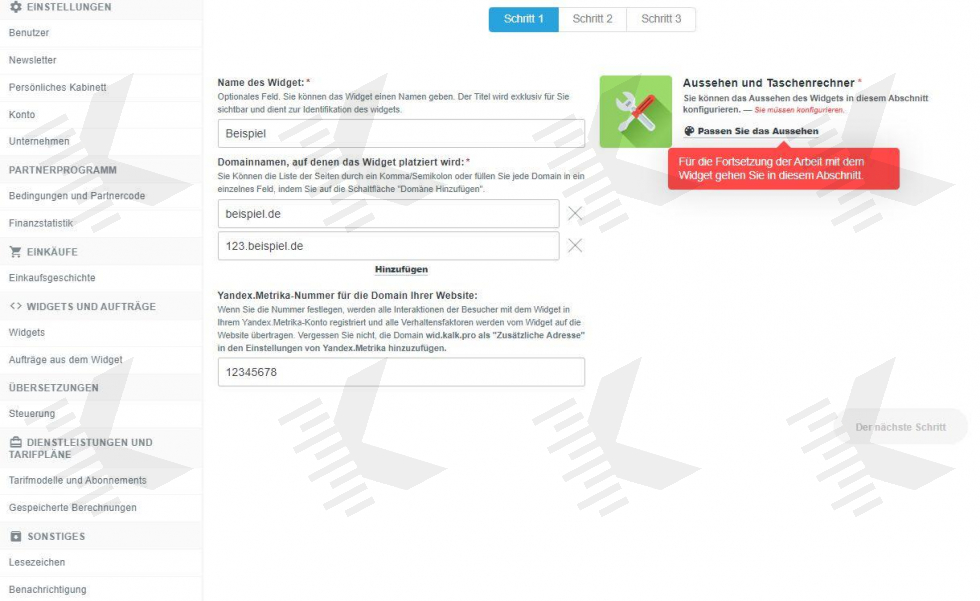 EINSTELLUNGEN
Benutzer
Newsletter
Persönliches Kabinett
Konto
Unternehmen
PARTNERPROGRAMM
Bedingungen und Partnercode
Finanzstatistik
EINKÄUFE
Einkaufsgeschichte
WIDGETS UND AUFTRÄGE
Widgets
Aufträge aus dem Widget
ÜBERSETZUNGEN
Steuerung
DIENSTLEISTUNGEN UND
TARIFPLÄNE
Tarifmodelle und Abonnements
Gespeicherte Berechnungen
SONSTIGES
Lesezeichen
Benachrichtigung
Schritt 1
Schritt 2
Schritt 3
Name des Widget: *
Optionales Feld. Sie können das Widget einen Namen geben. Der Titel wird exklusiv für Sie
sichtbar und dient zur Identifikation des widgets.
Beispiel
Domainnamen, auf denen das Widget platziert wird: *
Sie Können die Liste der Seiten durch ein Komma/Semikolon oder füllen Sie jede Domain in ein
einzelnes Feld, indem Sie auf die Schaltfläche "Domäne Hinzufügen".
beispiel.de
123.beispiel.de
Hinzufügen
Yandex.Metrika-Nummer für die Domain Ihrer Website:
Wenn Sie die Nummer festlegen, werden alle Interaktionen der Besucher mit dem Widget in
Ihrem Yandex.Metrika-Konto registriert und alle Verhaltensfaktoren werden vom Widget auf die
Website übertragen. Vergessen Sie nicht, die Domain wid.kalk.pro als "Zusätzliche Adresse"
in den Einstellungen von Yandex.Metrika hinzuzufügen.
12345678
Aussehen und Taschenrechner *
Sie können das Aussehen des Widgets in diesem Abschnitt
konfigurieren. — Sie müssen konfigurieren.
Passen Sie das Aussehen
Für die Fortsetzung der Arbeit mit dem
Widget gehen Sie in diesem Abschnitt.
Der nächste Schritt